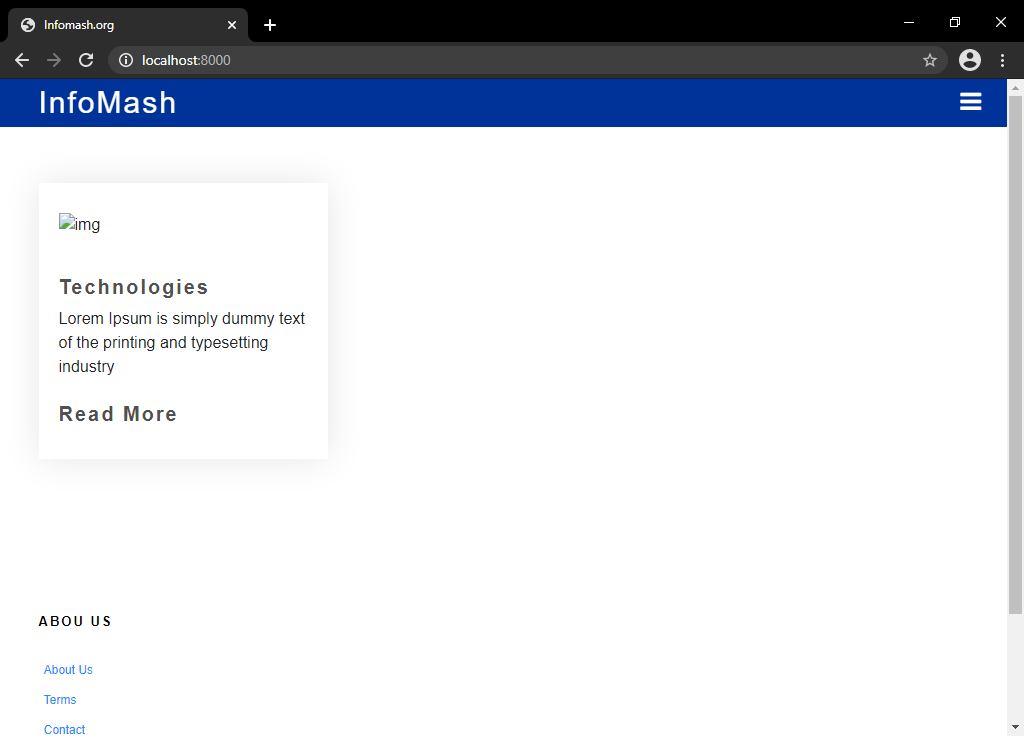 Infomash.org
localhost:8000
InfoMash
img
Technologies
Lorem Ipsum is simply dummy text
of the printing and typesetting
industry
Read More
ABOU US
About Us
Terms
Contact